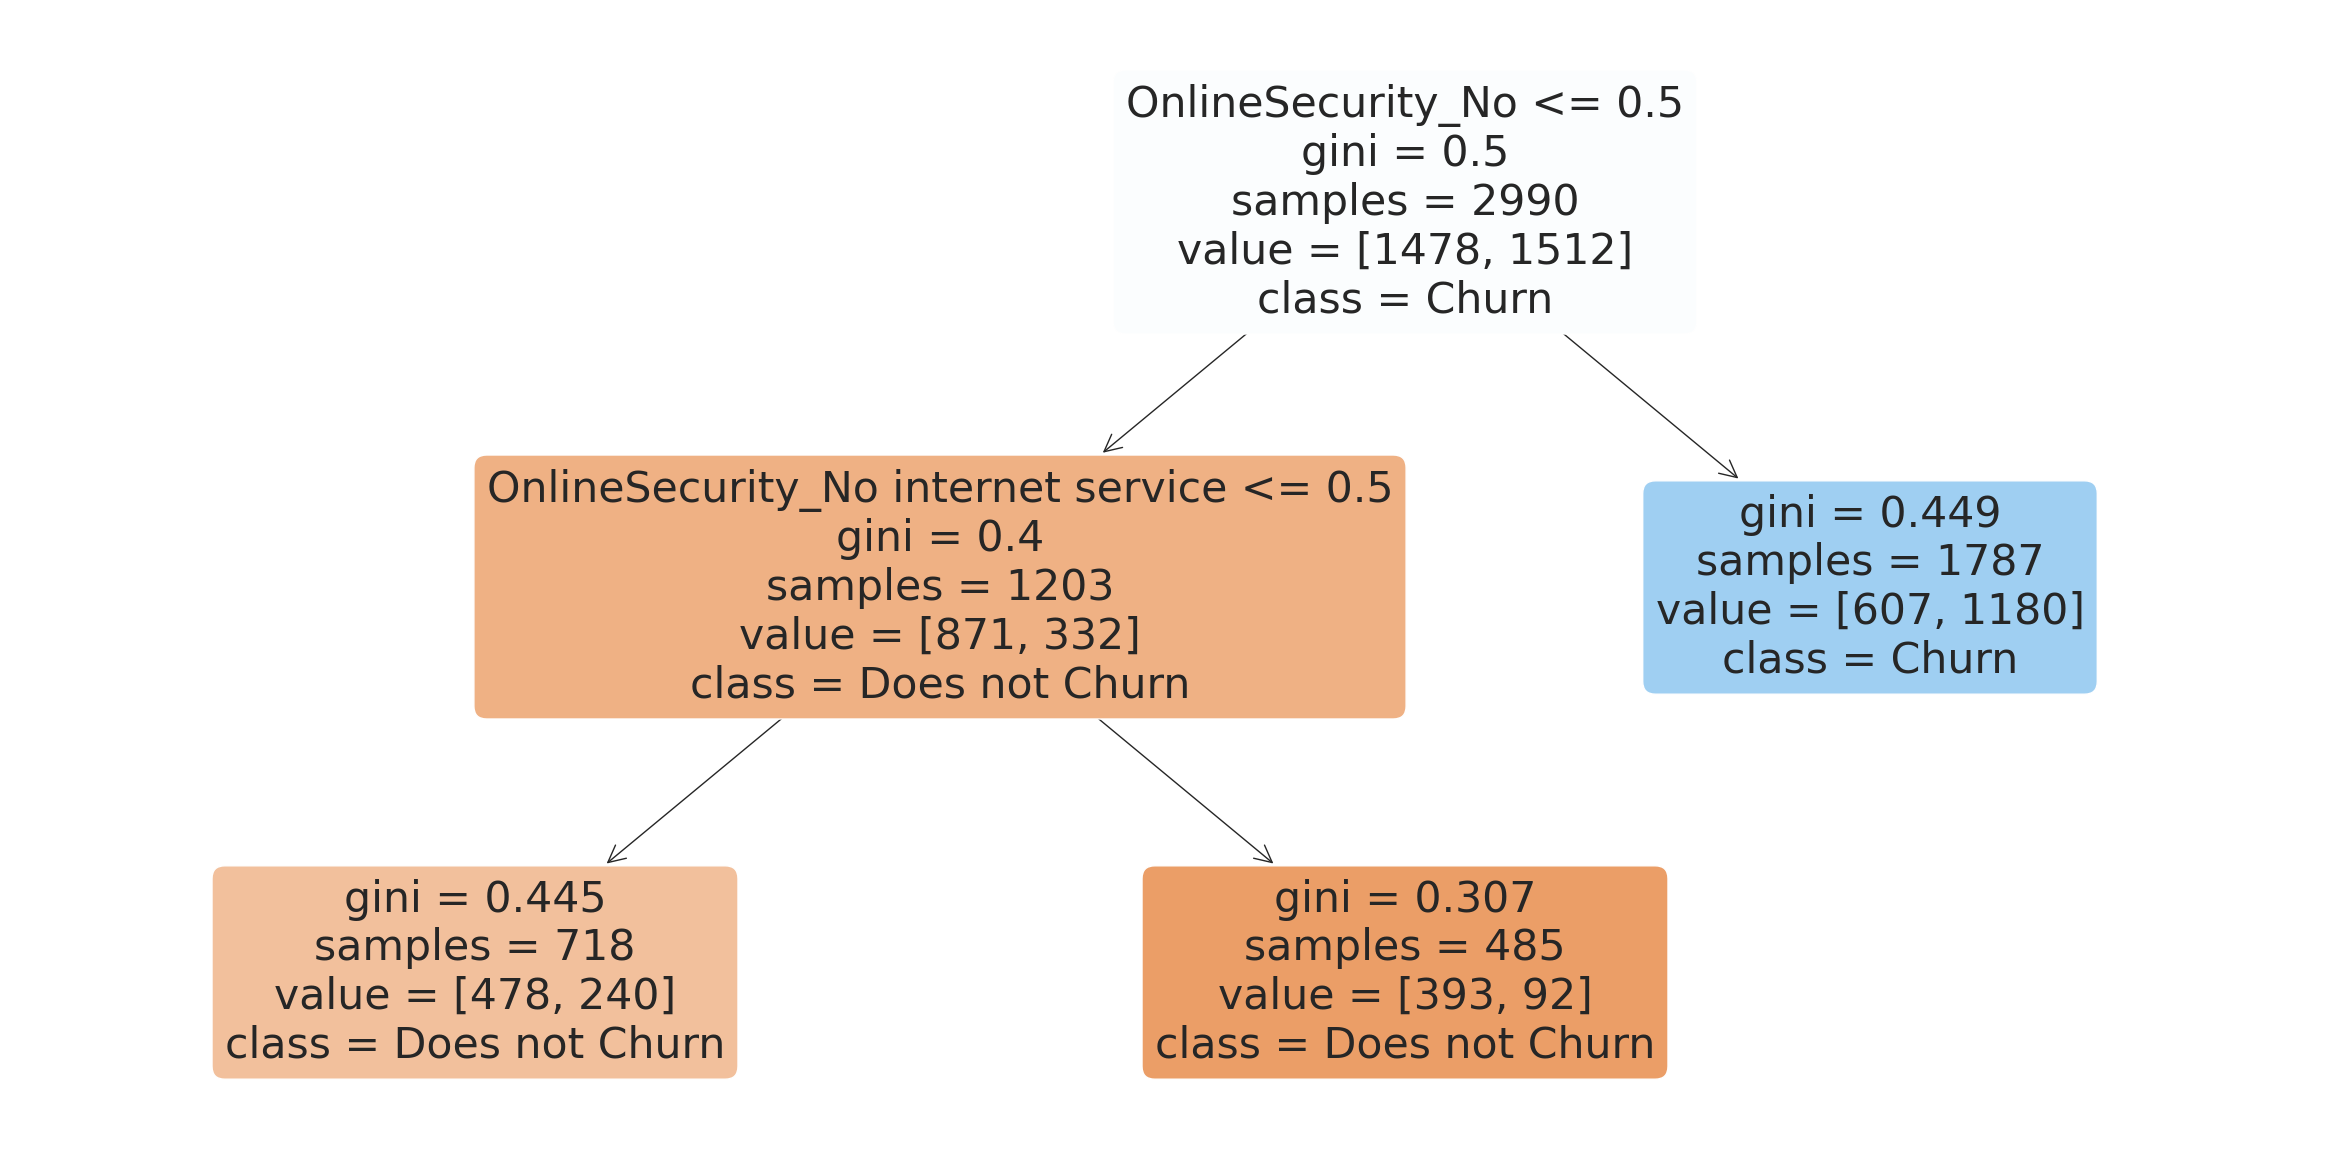 OnlineSecurity_No <= 0.5
gini = 0.5
samples = 2990
value = [1478, 1512]
class = Churn
OnlineSecurity_No internet service <= 0.5
gini = 0.4
samples = 1203
value = [871, 332]
class = Does not Churn
gini = 0.449
samples = 1787
value = [607, 1180]
class = Churn
gini = 0.445
samples = 718
value = [478, 240]
class = Does not Churn
gini = 0.307
samples = 485
value = [393, 92]
class = Does not Churn